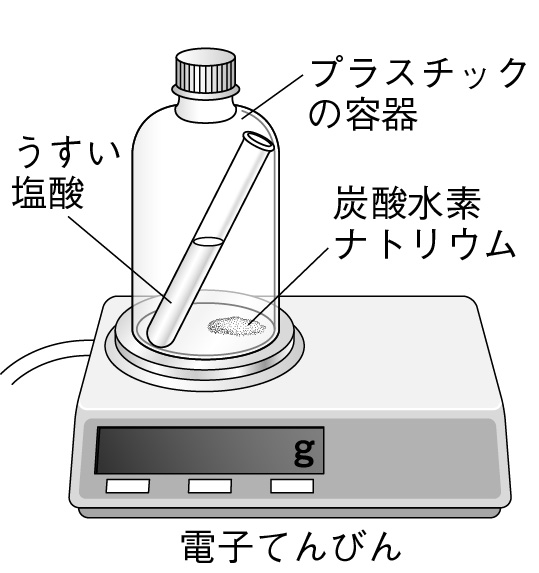 プラスチック
の容器
うすい
塩酸
炭酸水素
ナトリウム
g
電子てんびん